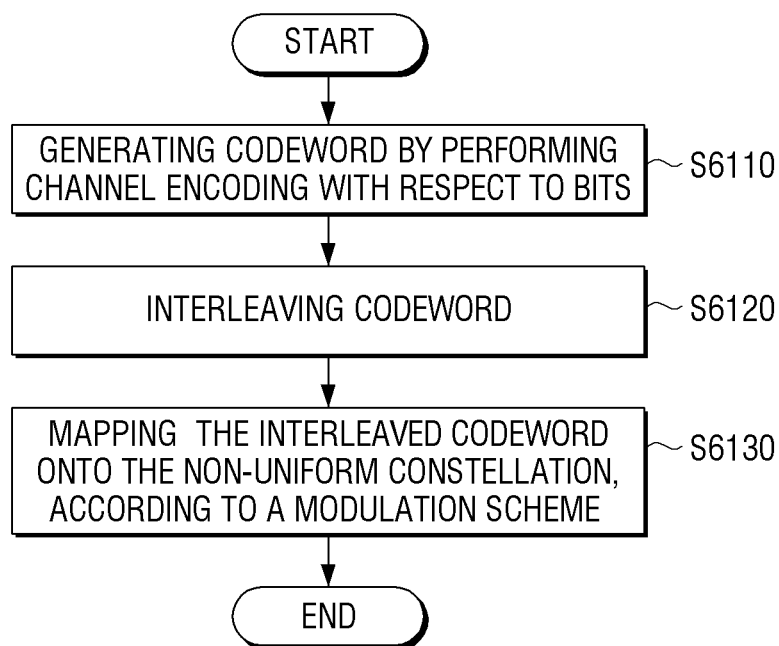 START
GENERATING CODEWORD BY PERFORMING
CHANNEL ENCODING WITH RESPECT TO BITS
S6110
INTERLEAVING CODEWORD
S6120
MAPPING THE INTERLEAVED CODEWORD
ONTO THE NON-UNIFORM CONSTELLATION,
ACCORDING TO A MODULATION SCHEME
S6130
END